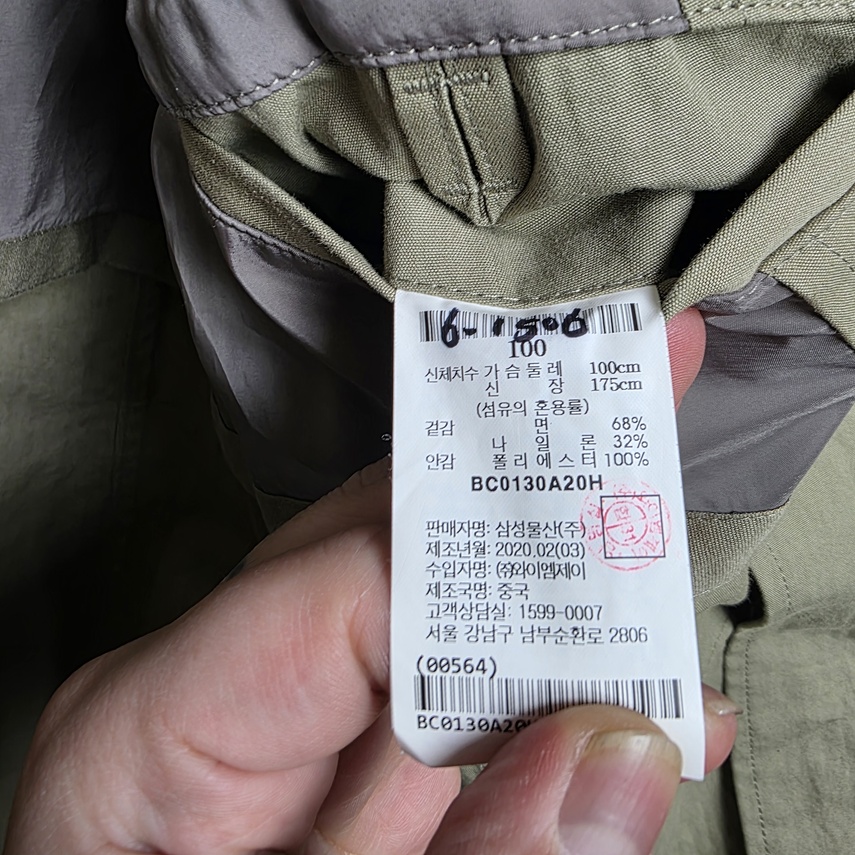 6-1506
100
신체치수 가슴둘레 100cm
신장 175cm
(섬유의 혼용률)
겉감 면 68%
나일론 32%
안감 폴리에스터 100%
BC0130A20H
판매자명: 삼성물산(주)
제조년월: 2020.02(03)
수입자명: ㈜와이엠제이
제조국명: 중국
고객상담실: 1599-0007
서울 강남구 남부순환로 2806
(00564)
BC0130A20H